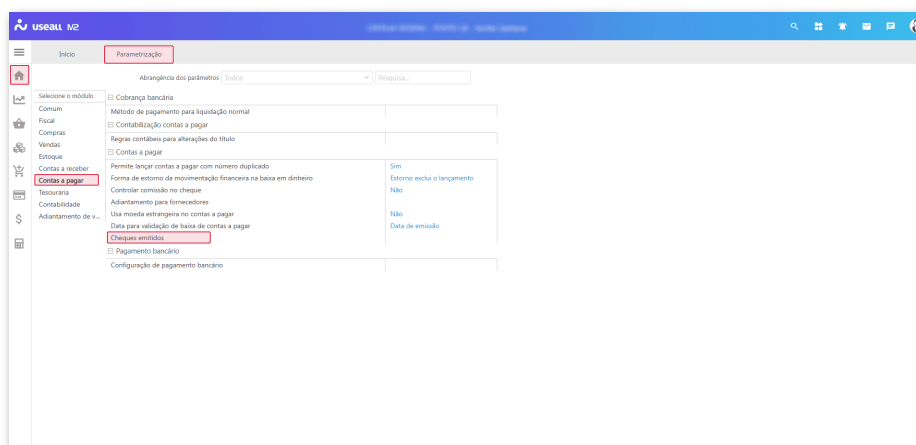 useall M2
Início
Parametrização
Abrangência dos parâmetros Todos
Pesquisa...
Selecione o módulo
Comum
Fiscal
Compras
Vendas
Estoque
Contas a receber
Contas a pagar
Tesouraria
Contabilidade
Adiantamento de v...
Cobrança bancária
Método de pagamento para liquidação normal
Contabilização contas a pagar
Regras contábeis para alterações do título
Contas a pagar
Permite lançar contas a pagar com número duplicado Sim
Forma de estorno da movimentação financeira na baixa em dinheiro Estorno exclui o lançamento
Controlar comissão no cheque Não
Adiantamento para fornecedores
Usa moeda estrangeira no contas a pagar Não
Data para validação de baixa de contas a pagar Data de emissão
Cheques emitidos
Pagamento bancário
Configuração de pagamento bancário